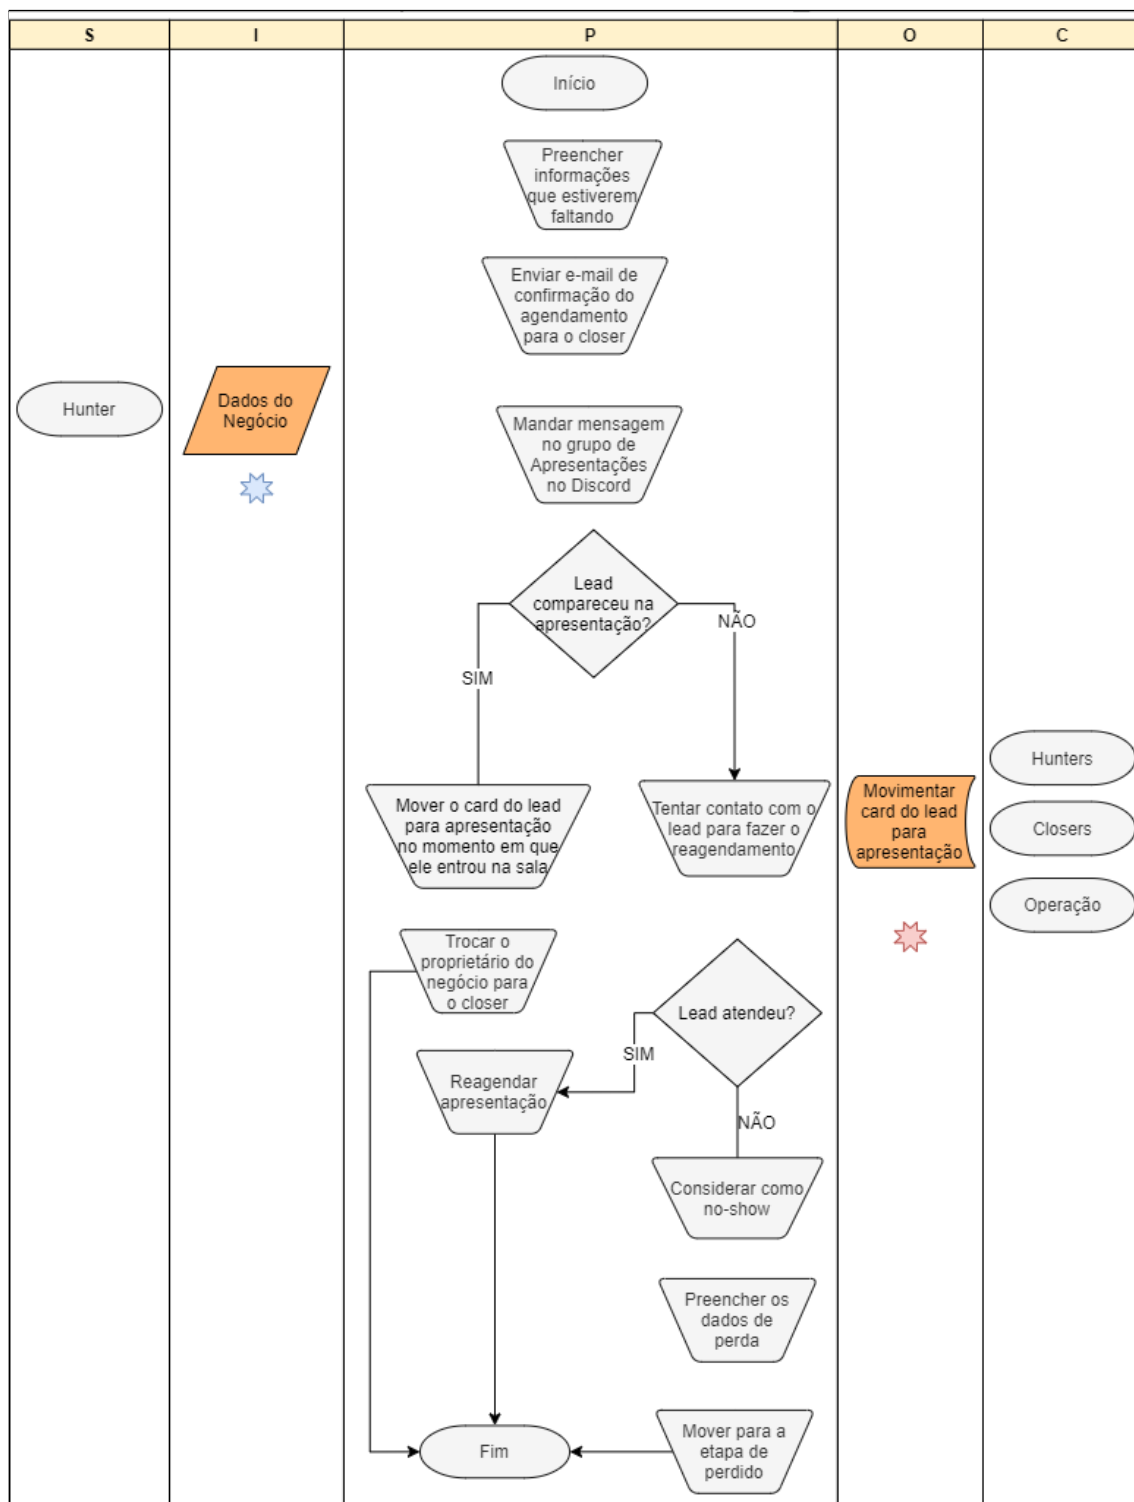 S
I
P
O
C
Início
Preencher
informações
que estiverem
faltando
Enviar e-mail de
confirmação do
agendamento
para o closer
Hunter
Dados do
Negócio
Mandar mensagem
no grupo de
Apresentações
no Discord
Lead
compareceu na
apresentação?
SIM
NÃO
Mover o card do lead
para apresentação
no momento em que
ele entrou na sala
Tentar contato com o
lead para fazer o
reagendamento
Movimentar
card do lead
para
apresentação
Hunters
Closers
Operação
Trocar o
proprietário do
negócio para
o closer
Lead atendeu?
SIM
NÃO
Reagendar
apresentação
Considerar como
no-show
Preencher os
dados de
perda
Mover para a
etapa de
perdido
Fim